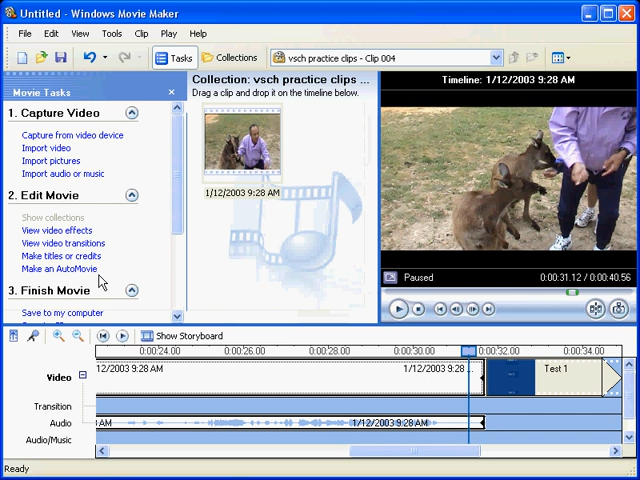 Untitled - Windows Movie Maker
File Edit View Tools Clip Play Help
Tasks Collections vsch practice clips - Clip 004
Movie Tasks
1. Capture Video
Capture from video device
Import video
Import pictures
Import audio or music
2. Edit Movie
Show collections
View video effects
View video transitions
Make titles or credits
Make an AutoMovie
3. Finish Movie
Save to my computer
Collection: vsch practice clips ...
Drag a clip and drop it on the timeline below.
1/12/2003 9:28 AM
Timeline: 1/12/2003 9:28 AM
Paused 0:00:31.12 / 0:00:40.56
Show Storyboard
0:00:24.00 0:00:26.00 0:00:28.00 0:00:30.00 0:00:32.00 0:00:34.00
Video 12/2003 9:28 AM 1/12/2003 9:28 ... Test 1
Transition
Audio AM 1/12/2003 9:28 AM
Audio/Music
Ready